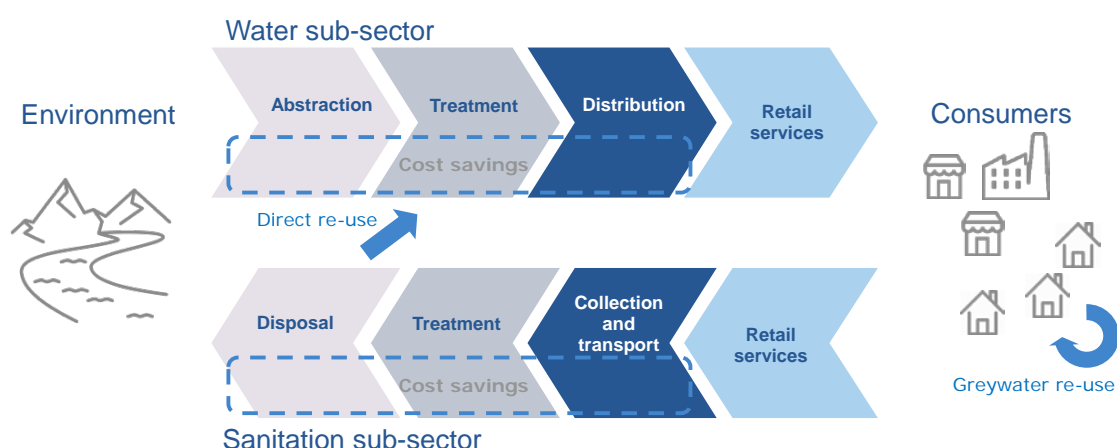 Water sub-sector
Environment
Abstraction
Treatment
Distribution
Retail
services
Consumers
Cost savings
Direct re-use
Disposal
Treatment
Collection
and
transport
Retail
services
Cost savings
Greywater re-use
Sanitation sub-sector